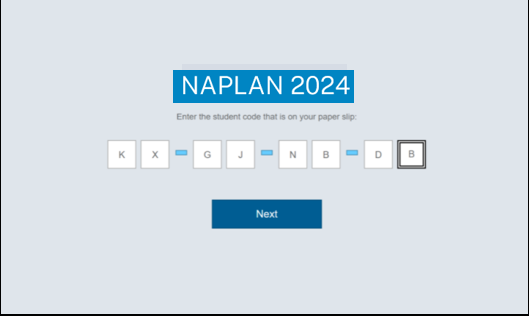 NAPLAN 2024
Enter the student code that is on your paper slip:
K X - G J - N B - D B
Next